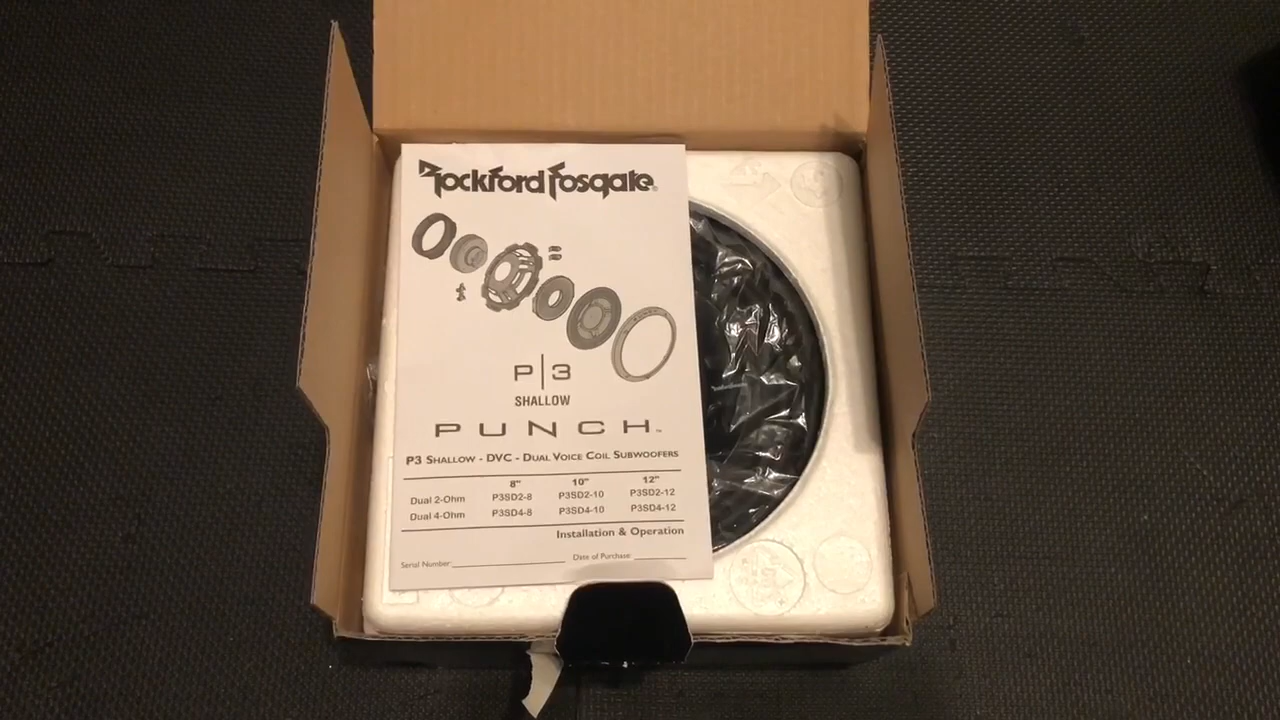 Rockford Fosgate®
P|3
SHALLOW
PUNCH™
P3 SHALLOW - DVC - DUAL VOICE COIL SUBWOOFERS
8" 10" 12"
Dual 2-Ohm P3SD2-8 P3SD2-10 P3SD2-12
Dual 4-Ohm P3SD4-8 P3SD4-10 P3SD4-12
Installation & Operation
Serial Number: Date of Purchase: